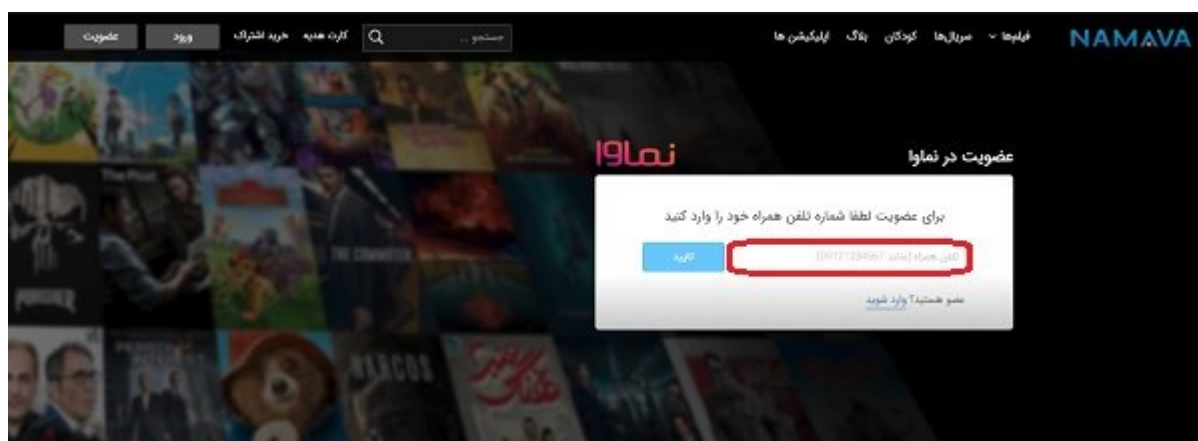 NAMAVA
فیلم‌ها سریال‌ها کودکان بلاگ اپلیکیشن ها
جستجو ...
کارت هدیه خرید اشتراک
ورود
عضویت
عضویت در نماوا
نماوا
برای عضویت لطفا شماره تلفن همراه خود را وارد کنید
تلفن همراه (مانند 09121234567)
تایید
عضو هستید؟ وارد شوید
The Post
THE COMMUTER
PUNISHER
NARCOS